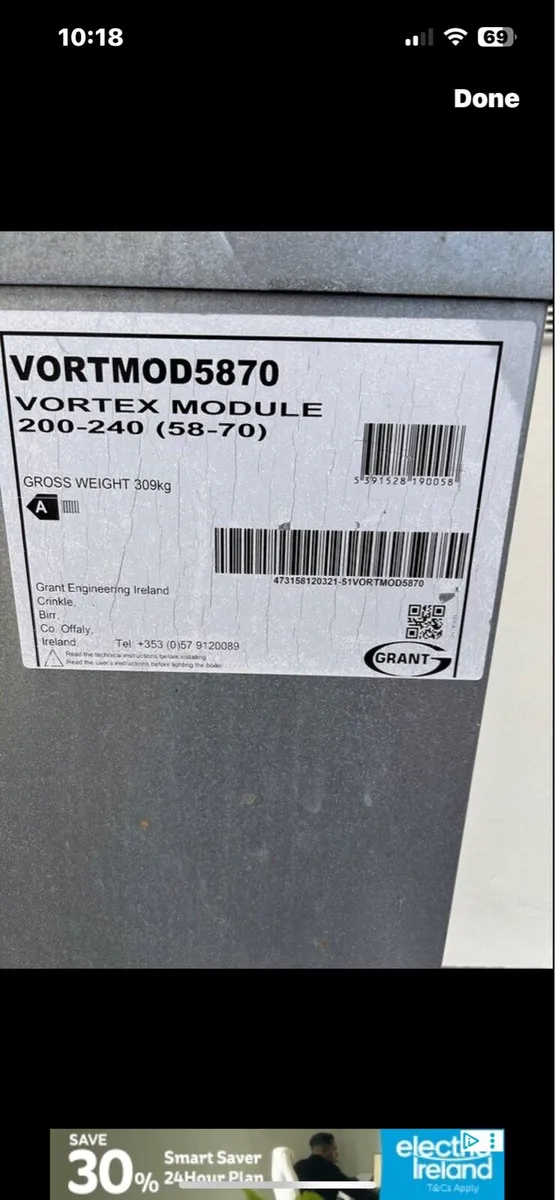 10:18
69
Done
VORTMOD5870
VORTEX MODULE
200-240 (58-70)
GROSS WEIGHT 309kg
A
5 391528 190058
473158120321-51VORTMOD5870
Grant Engineering Ireland
Crinkle,
Birr,
Co. Offaly,
Ireland. Tel: +353 (0)57 9120089
Read the technical instructions before installing
Read the user's instructions before lighting the boiler
GRANT
SAVE
30%
Smart Saver
24Hour Plan
Ireland
T&Cs Apply